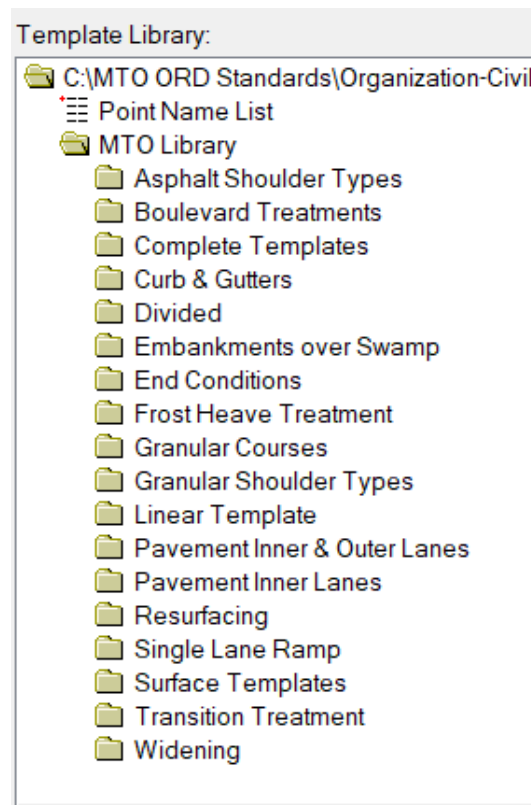 Template Library:
C:\MTO ORD Standards\Organization-Civil
Point Name List
MTO Library
Asphalt Shoulder Types
Boulevard Treatments
Complete Templates
Curb & Gutters
Divided
Embankments over Swamp
End Conditions
Frost Heave Treatment
Granular Courses
Granular Shoulder Types
Linear Template
Pavement Inner & Outer Lanes
Pavement Inner Lanes
Resurfacing
Single Lane Ramp
Surface Templates
Transition Treatment
Widening